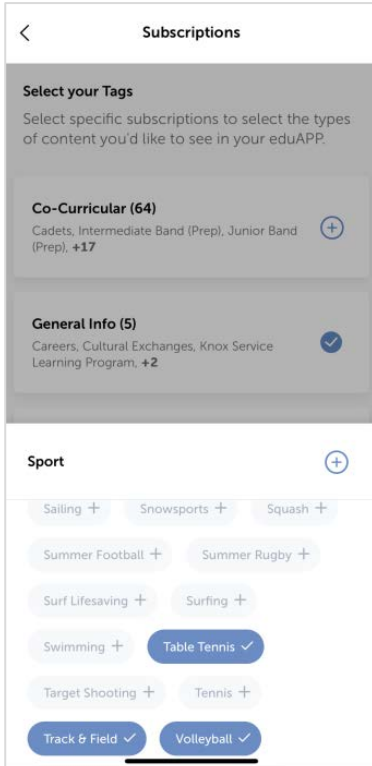 Subscriptions
Select your Tags
Select specific subscriptions to select the types
of content you'd like to see in your eduAPP.
Co-Curricular (64)
Cadets, Intermediate Band (Prep), Junior Band
(Prep), +17
General Info (5)
Careers, Cultural Exchanges, Knox Service
Learning Program, +2
Sport
Sailing + Snowsports + Squash +
Summer Football + Summer Rugby +
Surf Lifesaving + Surfing +
Swimming + Table Tennis ✓
Target Shooting + Tennis +
Track & Field ✓ Volleyball ✓